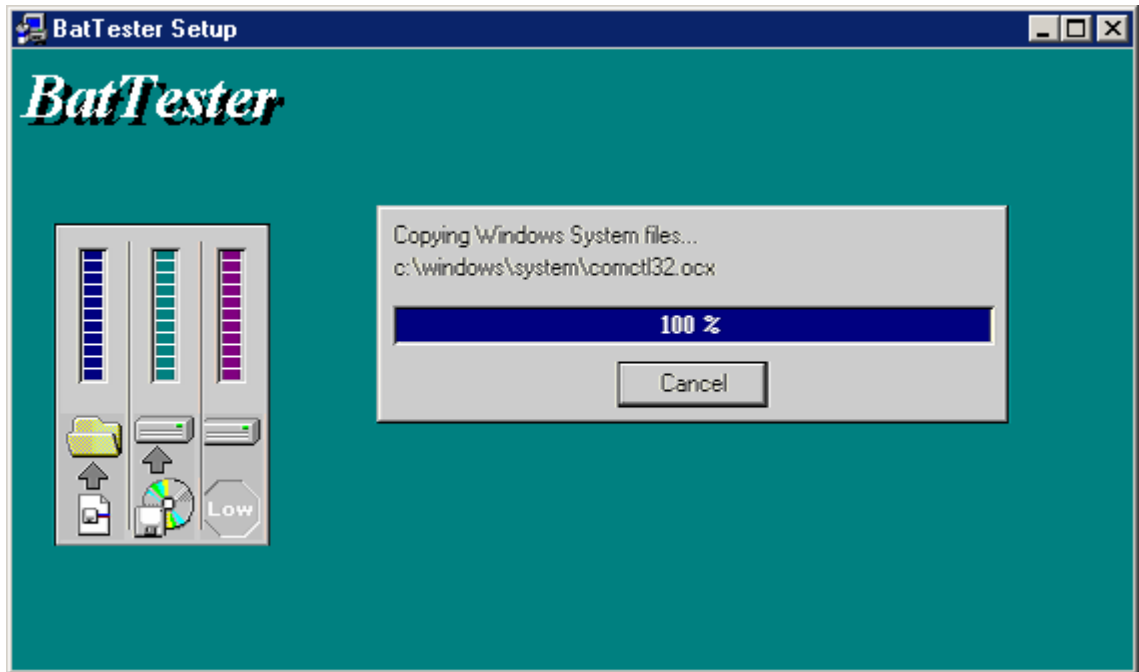 BatTester Setup
BatTester
Copying Windows System files...
c:\windows\system\comctl32.ocx
100 %
Cancel
Low